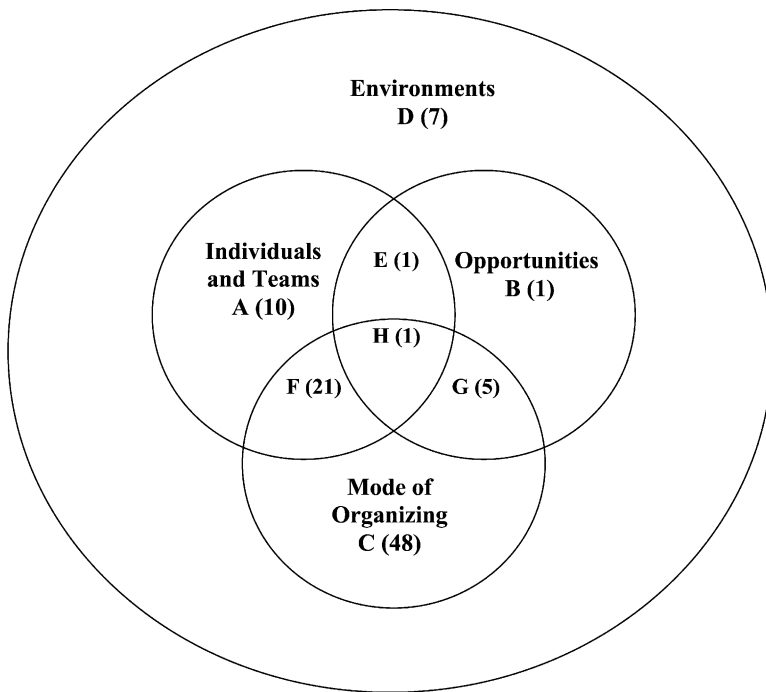 Environments
D (7)
Individuals
and Teams
A (10)
E (1)
Opportunities
B (1)
H (1)
F (21)
G (5)
Mode of
Organizing
C (48)